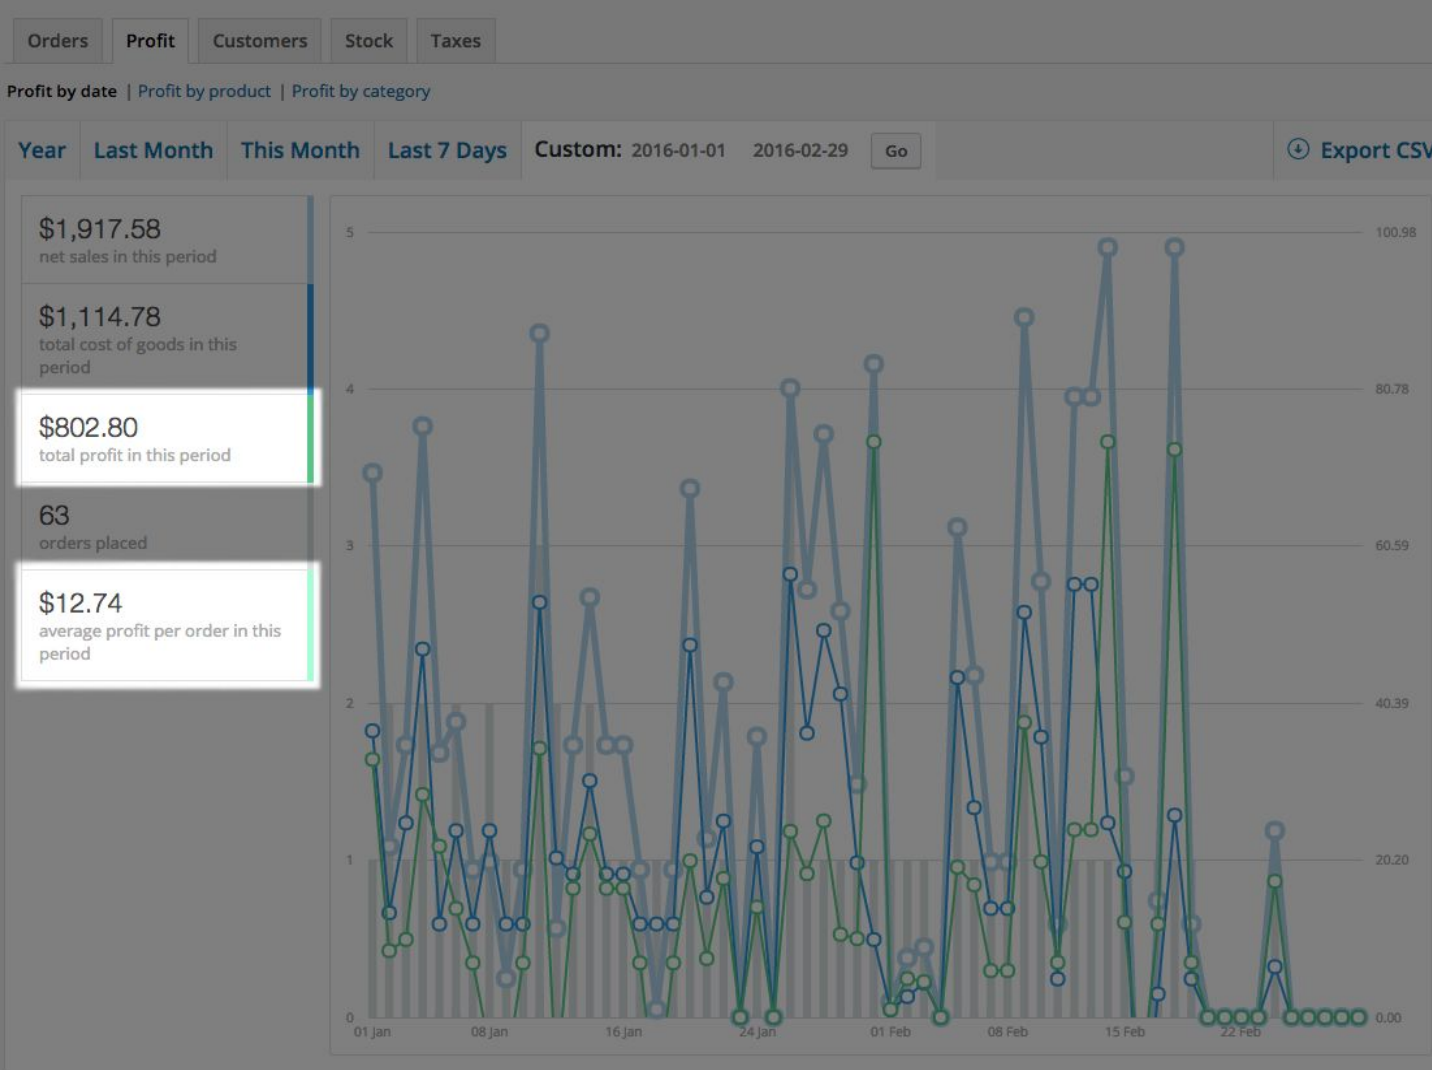 Orders Profit Customers Stock Taxes
Profit by date | Profit by product | Profit by category
Year Last Month This Month Last 7 Days Custom: 2016-01-01 2016-02-29 Go Export CSV
$1,917.58
net sales in this period
$1,114.78
total cost of goods in this
period
$802.80
total profit in this period
63
orders placed
$12.74
average profit per order in this
period
5 100.98
4 80.78
3 60.59
2 40.39
1 20.20
0 0.00
01 Jan 08 Jan 16 Jan 24 Jan 01 Feb 08 Feb 15 Feb 22 Feb